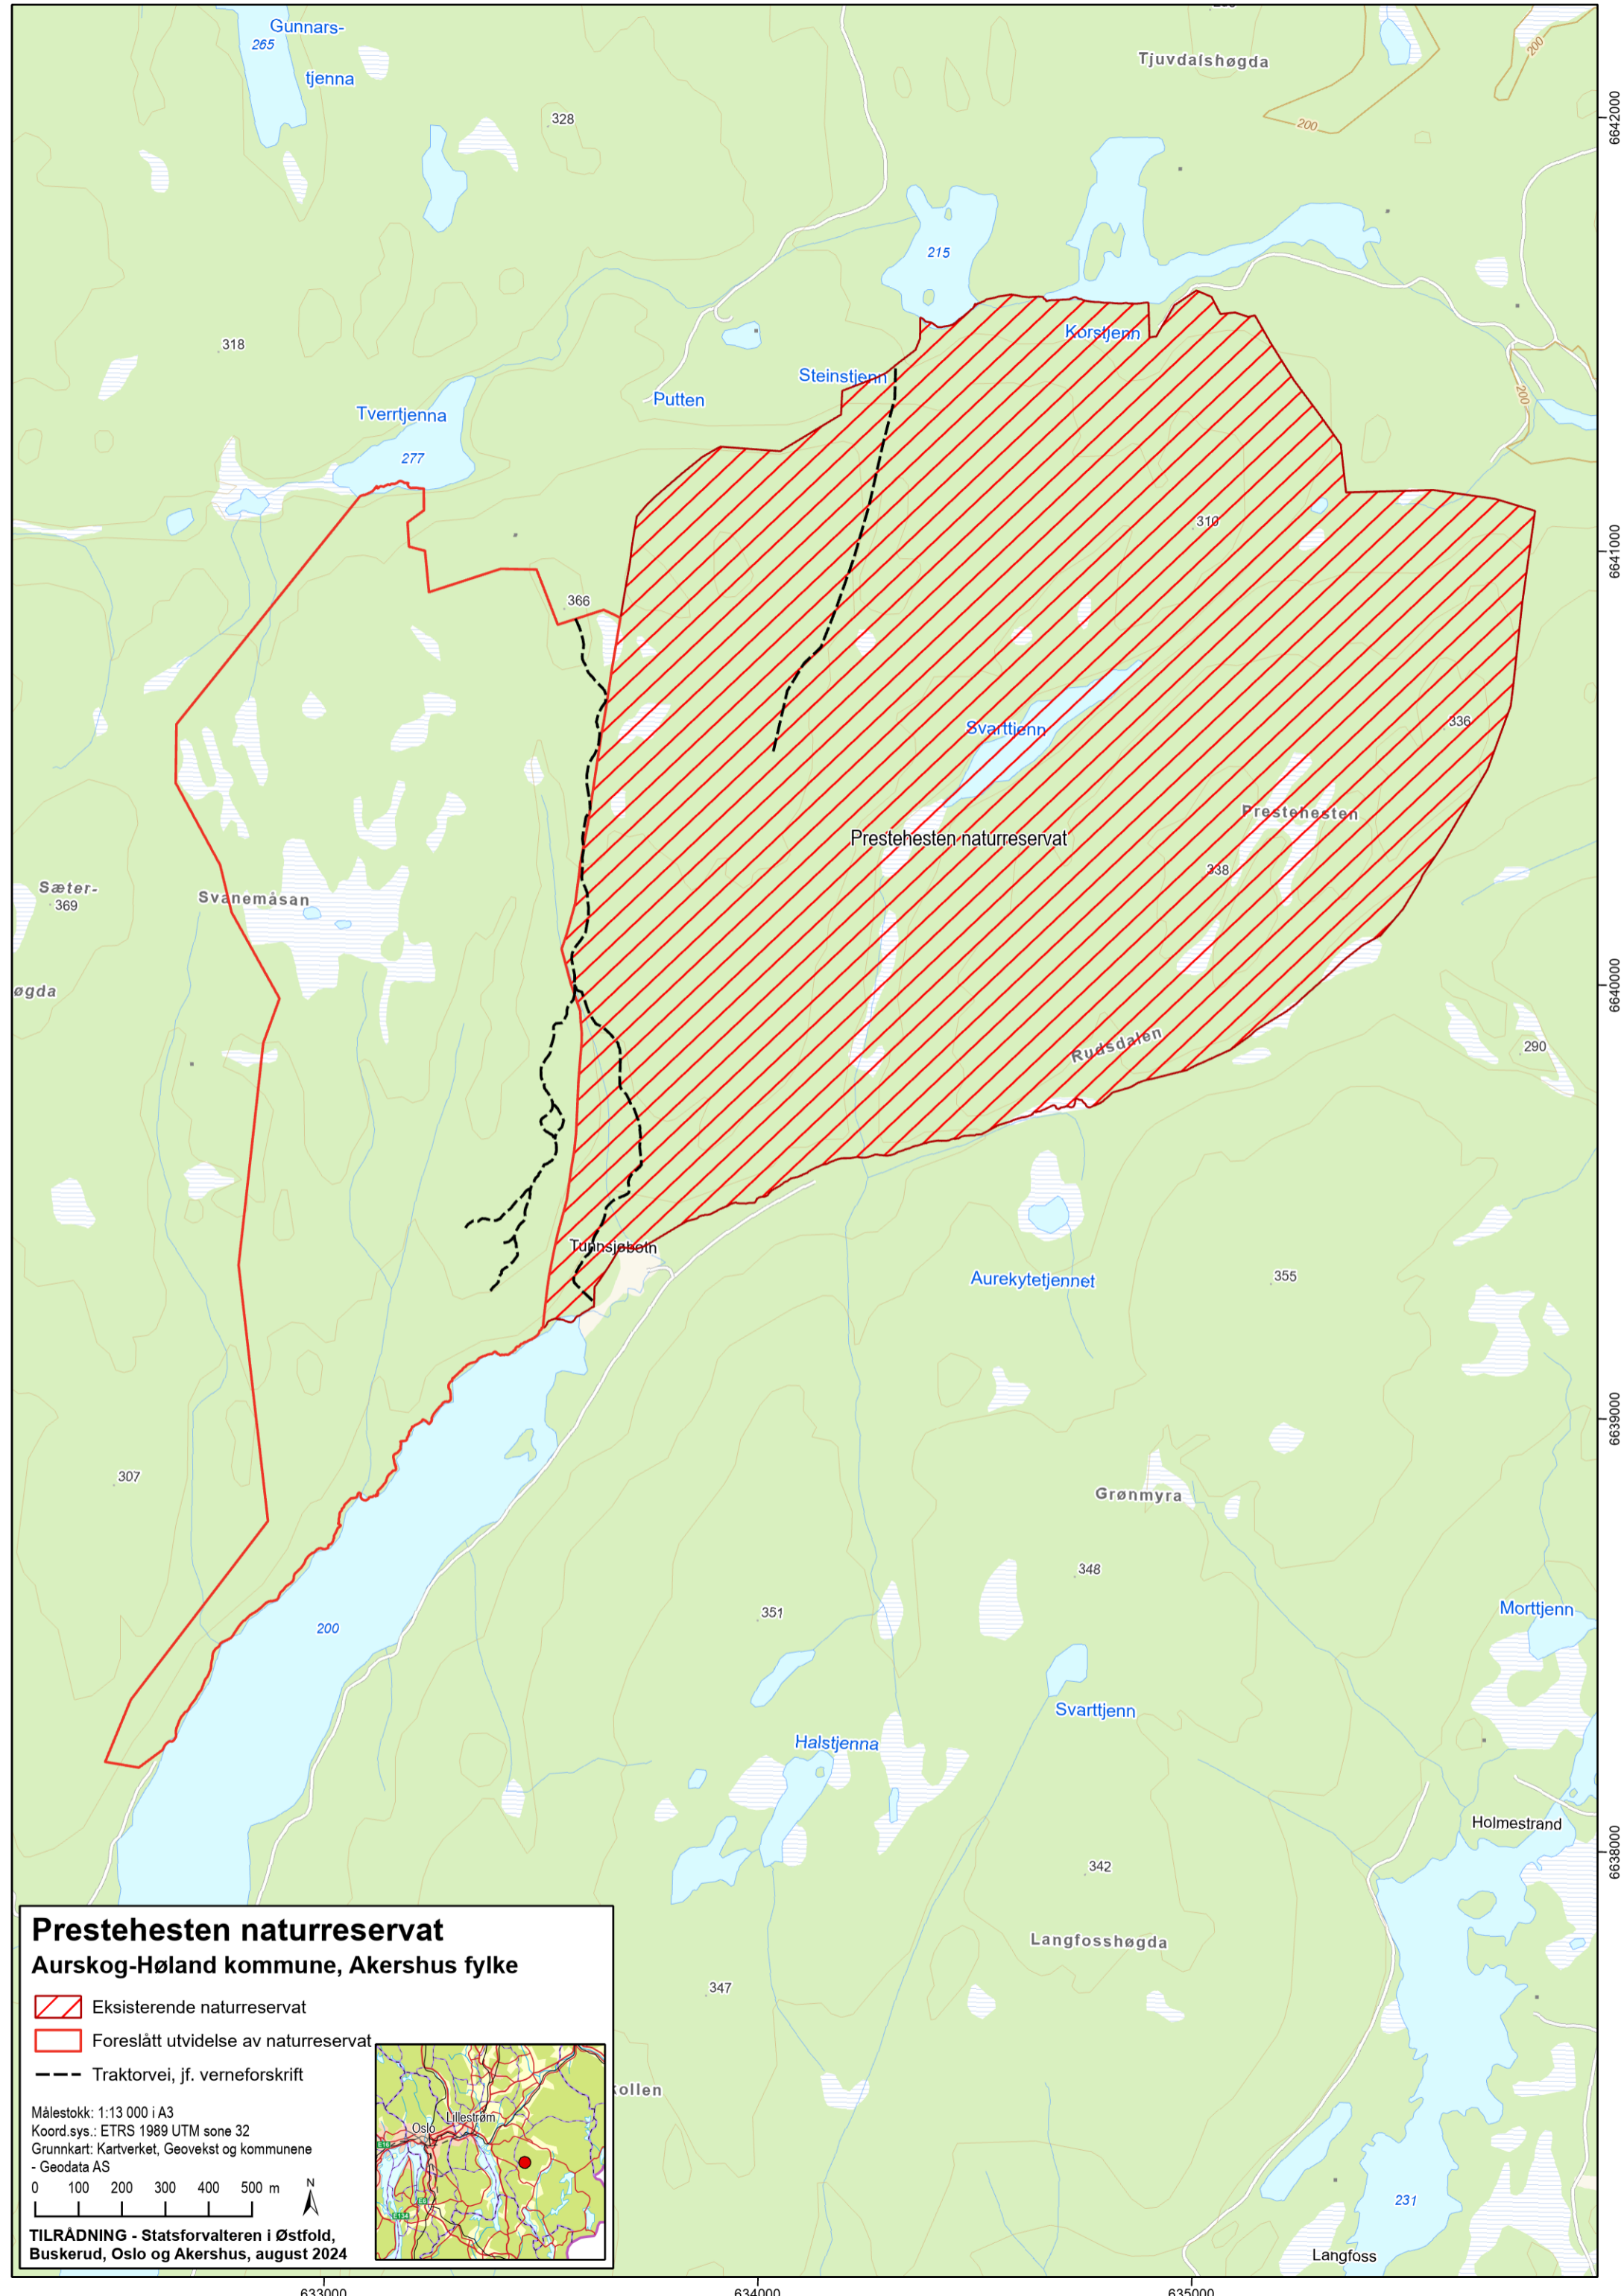 Gunnars-
265
tjenna
Tjuvdalshøgda
200
200
328
6642000
215
318
Korstjenn
Steinstjenn
Putten
Tverrtjenna
277
200
310
6641000
366
Svarttjenn
336
Prestehesten
Prestehesten naturreservat
338
Sæter-
369
Svanemåsan
øgda
6640000
Rudsdalen
290
Tunnsjøbotn
Aurekytetjennet
355
6639000
307
Grønmyra
348
351
200
Morttjenn
Svarttjenn
Halstjenna
Holmestrand
6638000
342
Langfosshøgda
347
kollen
231
Langfoss
Prestehesten naturreservat
Aurskog-Høland kommune, Akershus fylke
Eksisterende naturreservat
Foreslått utvidelse av naturreservat
Traktorvei, jf. verneforskrift
Målestokk: 1:13 000 i A3
Koord.sys.: ETRS 1989 UTM sone 32
Grunnkart: Kartverket, Geovekst og kommunene
- Geodata AS
0 100 200 300 400 500 m
N
TILRÅDNING - Statsforvalteren i Østfold,
Buskerud, Oslo og Akershus, august 2024
Lillestrøm
Oslo
E18
E6
E134
633000
634000
635000